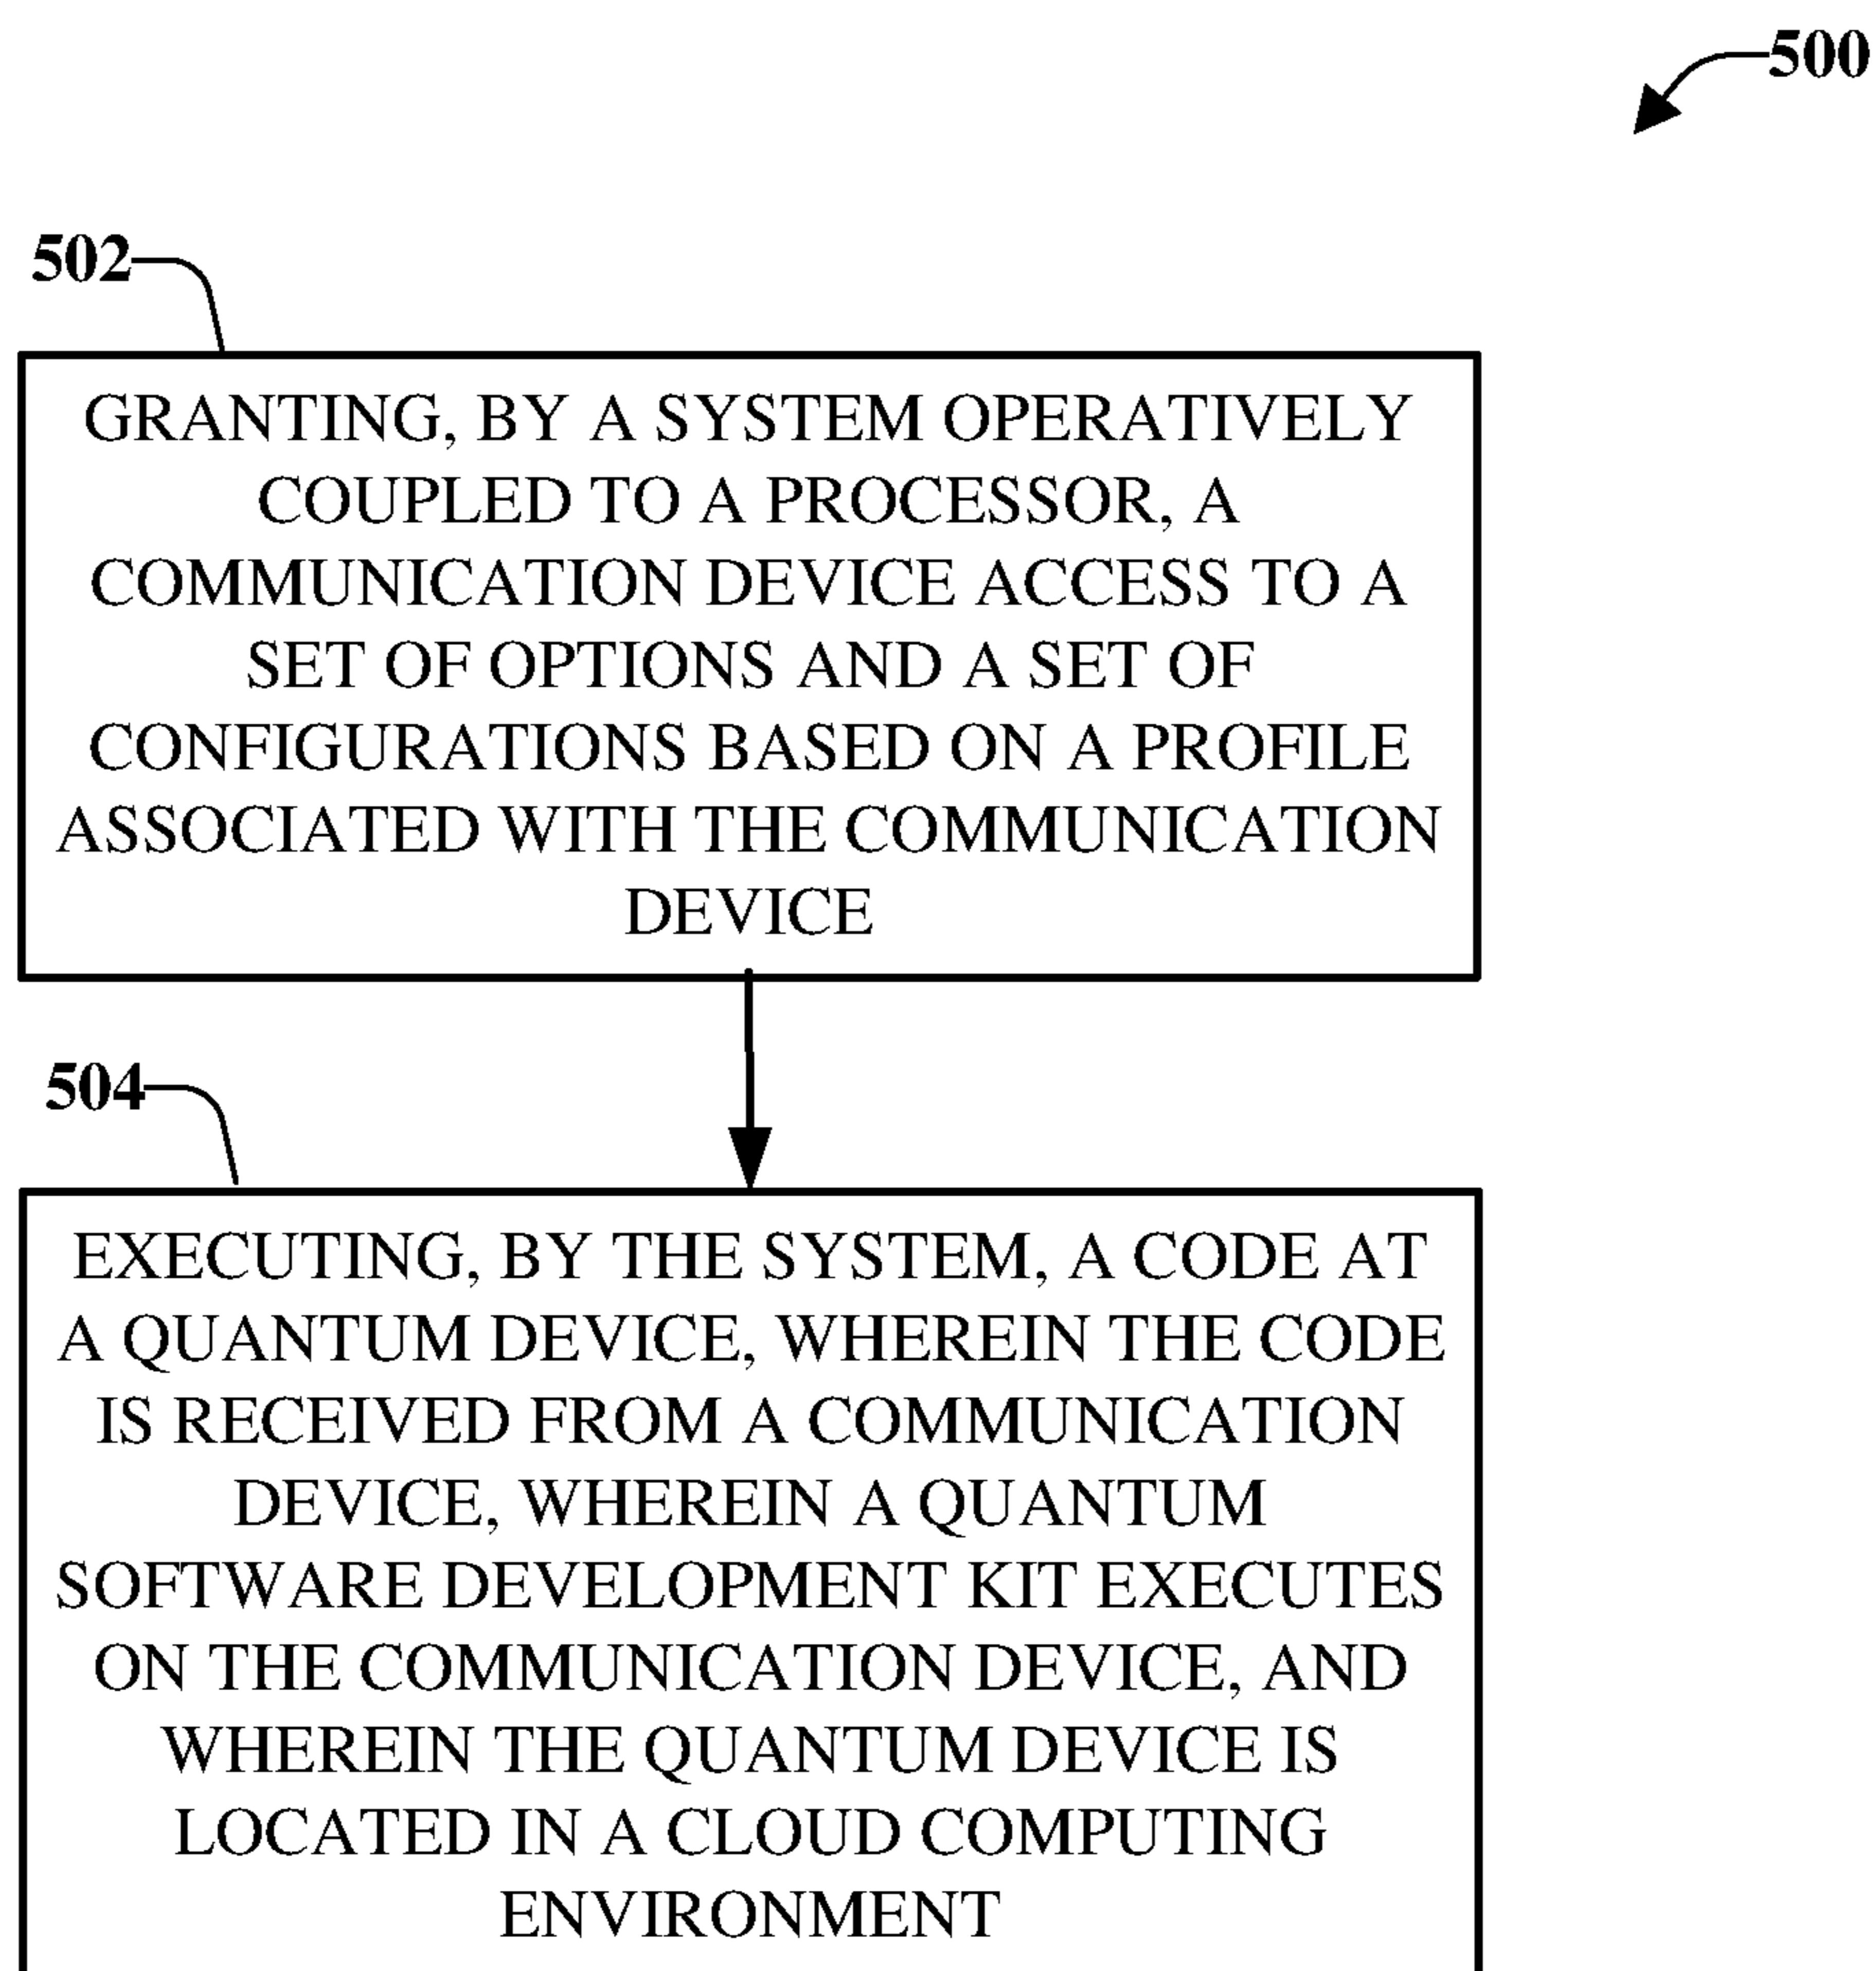 500
502
GRANTING, BY A SYSTEM OPERATIVELY
COUPLED TO A PROCESSOR, A
COMMUNICATION DEVICE ACCESS TO A
SET OF OPTIONS AND A SET OF
CONFIGURATIONS BASED ON A PROFILE
ASSOCIATED WITH THE COMMUNICATION
DEVICE
504
EXECUTING, BY THE SYSTEM, A CODE AT
A QUANTUM DEVICE, WHEREIN THE CODE
IS RECEIVED FROM A COMMUNICATION
DEVICE, WHEREIN A QUANTUM
SOFTWARE DEVELOPMENT KIT EXECUTES
ON THE COMMUNICATION DEVICE, AND
WHEREIN THE QUANTUM DEVICE IS
LOCATED IN A CLOUD COMPUTING
ENVIRONMENT